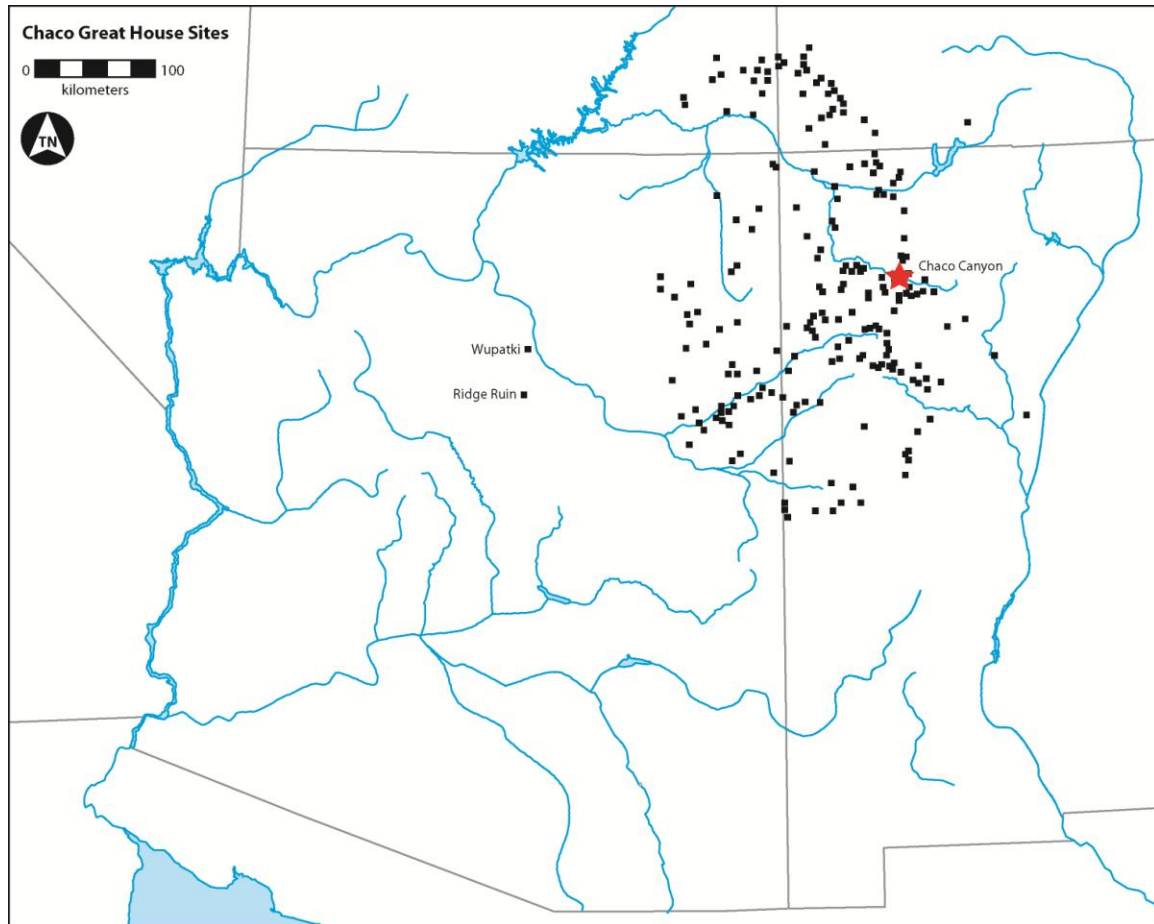 Chaco Great House Sites
0 100
kilometers
TN
Chaco Canyon
Wupatki
Ridge Ruin